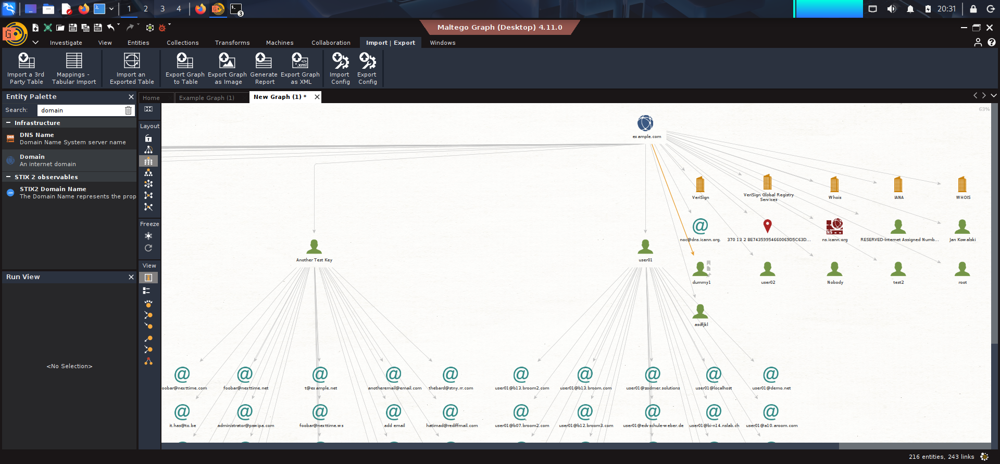 1 2 3 4
3
20:31
Maltego Graph (Desktop) 4.11.0
Investigate View Entities Collections Transforms Machines Collaboration Import | Export Windows
Import a 3rd Party Table
Mappings - Tabular Import
Import an Exported Table
Export Graph to Table
Export Graph as Image
Generate Report
Export Graph as XML
Import Config
Export Config
Entity Palette
Home
Example Graph (1)
New Graph (1) *
Search: domain
Infrastructure
DNS Name
Domain Name System server name
Domain
An internet domain
STIX 2 observables
STIX2 Domain Name
The Domain Name represents the prop
Run View
<No Selection>
Layout
Freeze
View
63%
example.com
VeriSign
VeriSign Global Registry
Services
Whois
IANA
WHOIS
noc@dns.icann.org.
370 13 2 BE74359954660069D5C63D...
NS
ns.icann.org
RESERVED-Internet Assigned Numb...
Jan Kowalski
Another Test Key
user01
dummy1
user02
Nobody
test2
root
asdfjkl
oobar@nexttime.com
foobar@nexttime.net
t@example.net
anotheremail@email.com
thebard@stny.rr.com
user01@b13.broom2.com
user01@b13.broom.com
user01@zodmer.solutions
user01@localhost
user01@demo.net
it.has@to.be
administrator@pswipa.com
foobar@nexttime.ws
add email
hatimad@rediffmail.com
user01@b07.broom2.com
user01@b12.broom3.com
user01@edvschule-weber.de
user01@bi-n14.nslab.ch
user01@a10.aroom.com
216 entities, 243 links